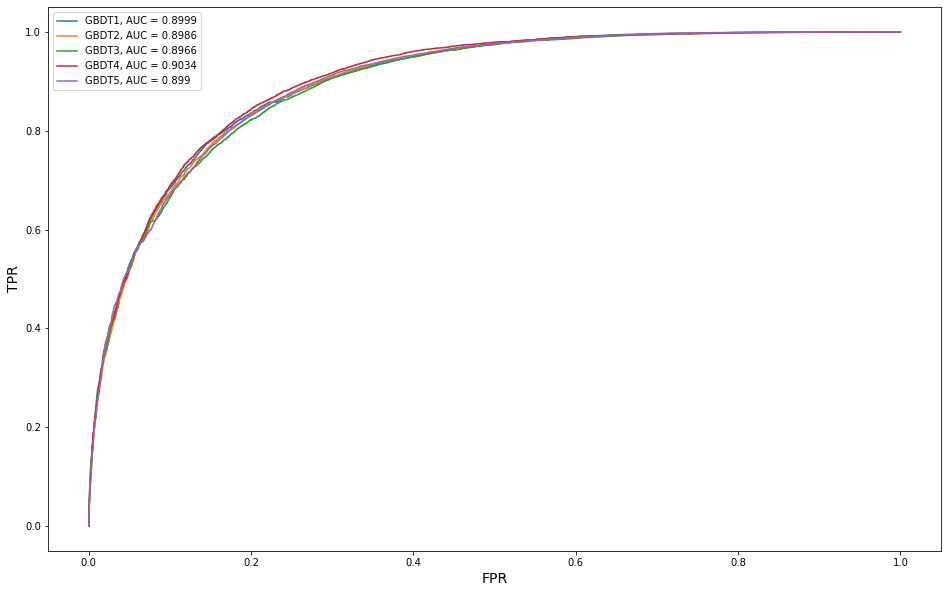 GBDT1, AUC = 0.8999
GBDT2, AUC = 0.8986
GBDT3, AUC = 0.8966
GBDT4, AUC = 0.9034
GBDT5, AUC = 0.899
1.0
0.8
0.6
0.4
0.2
0.0
TPR
0.0 0.2 0.4 0.6 0.8 1.0
FPR